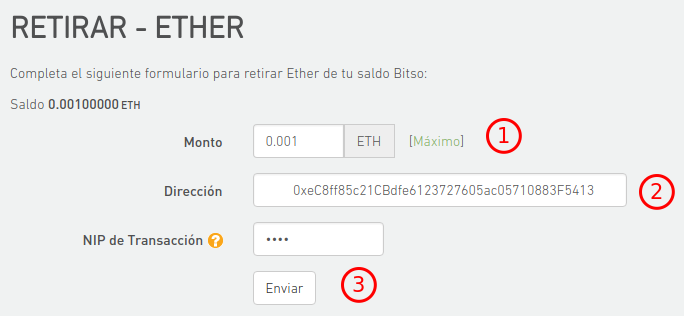 RETIRAR - ETHER
Completa el siguiente formulario para retirar Ether de tu saldo Bitso:
Saldo 0.00100000 ETH
Monto 0.001 ETH [Máximo] 1
Dirección 0xeC8ff85c21CBdfe6123727605ac05710883F5413 2
NIP de Transacción ? ••••
Enviar 3